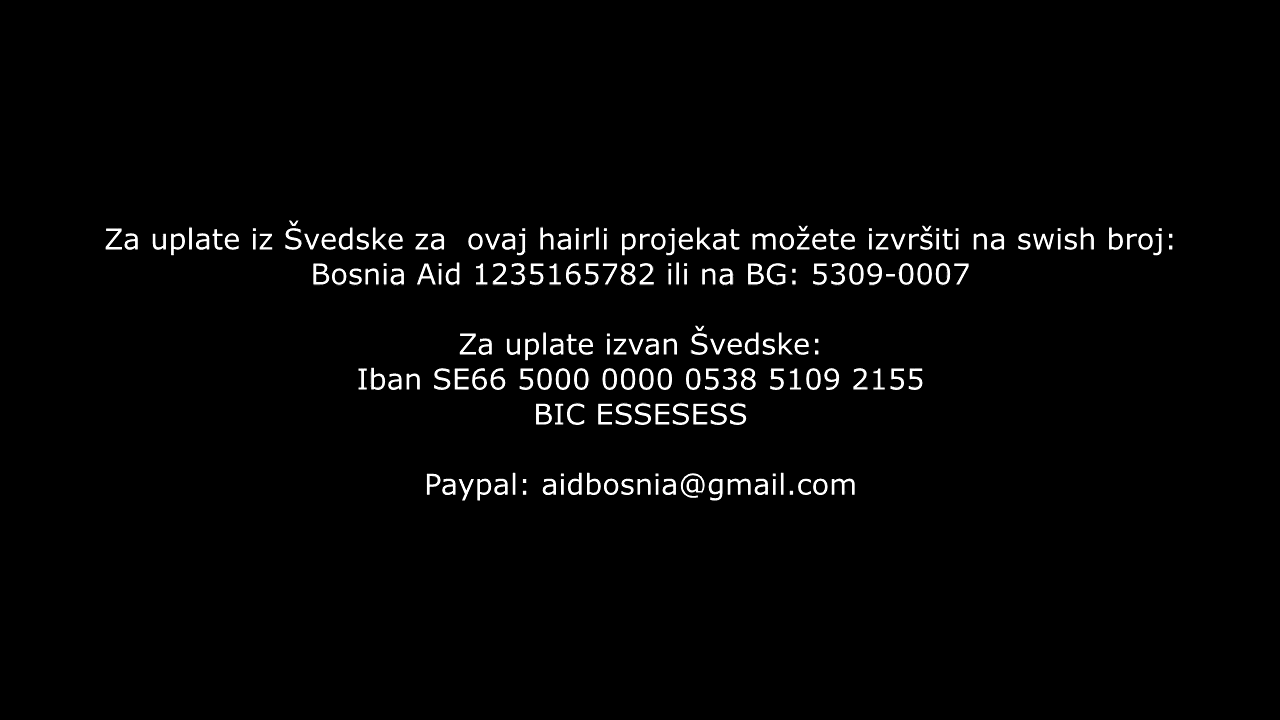 Za uplate iz Švedske za  ovaj hairli projekat možete izvršiti na swish broj:
Bosnia Aid 1235165782 ili na BG: 5309-0007
Za uplate izvan Švedske:
Iban SE66 5000 0000 0538 5109 2155
BIC ESSESESS
Paypal: aidbosnia@gmail.com